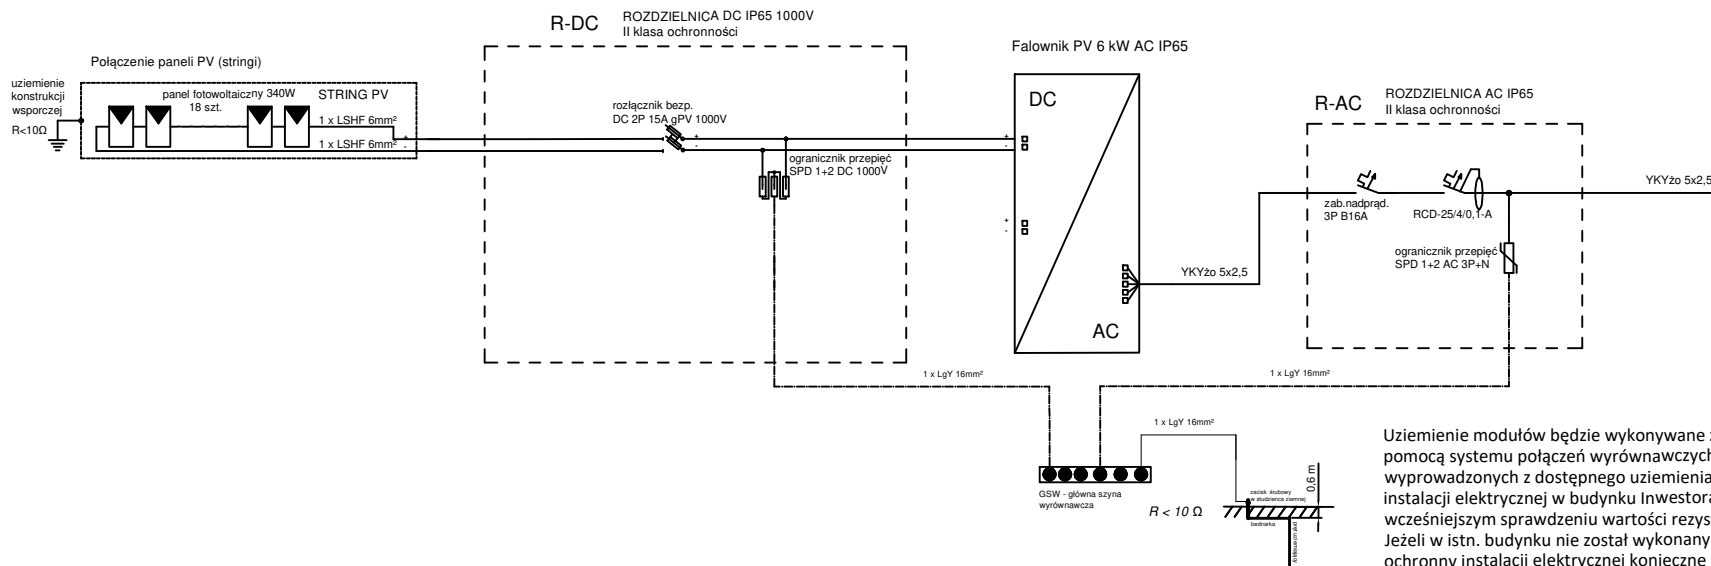 R-DC
ROZDZIELNICA DC IP65 1000V
II klasa ochronności
Połączenie paneli PV (stringi)
uziemienie
konstrukcji
wsporczej
R<10Ω
panel fotowoltaiczny 340W
18 szt.
STRING PV
1 x LSHF 6mm²
1 x LSHF 6mm²
+
-
rozłącznik bezp.
DC 2P 15A gPV 1000V
+
-
ogranicznik przepięć
SPD 1+2 DC 1000V
Falownik PV 6 kW AC IP65
DC
+
-
+
-
AC
YKYżo 5x2,5
R-AC
ROZDZIELNICA AC IP65
II klasa ochronności
zab.nadprąd.
3P B16A
RCD-25/4/0,1-A
YKYżo 5x2,5
ogranicznik przepięć
SPD 1+2 AC 3P+N
1 x LgY 16mm²
1 x LgY 16mm²
1 x LgY 16mm²
GSW - główna szyna
wyrównawcza
R < 10 Ω
zacisk śrubowy
w studzience ziemnej
bednarka
0,6 m
Uziemienie modułów będzie wykonywane z
pomocą systemu połączeń wyrównawczych
wyprowadzonych z dostępnego uziemienia
instalacji elektrycznej w budynku Inwestora
wcześniejszym sprawdzeniu wartości rezys
Jeżeli w istn. budynku nie został wykonany
ochronny instalacji elektrycznej konieczne